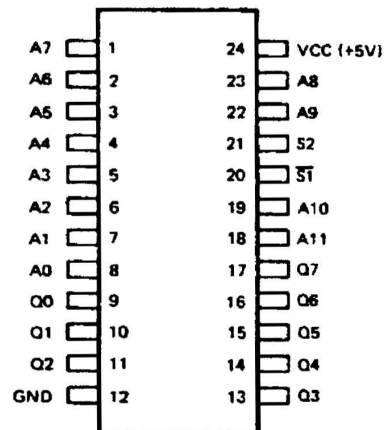 A7 1 24 VCC (+5V)
A6 2 23 A8
A5 3 22 A9
A4 4 21 S2
A3 5 20 S1
A2 6 19 A10
A1 7 18 A11
A0 8 17 Q7
Q0 9 16 Q6
Q1 10 15 Q5
Q2 11 14 Q4
GND 12 13 Q3